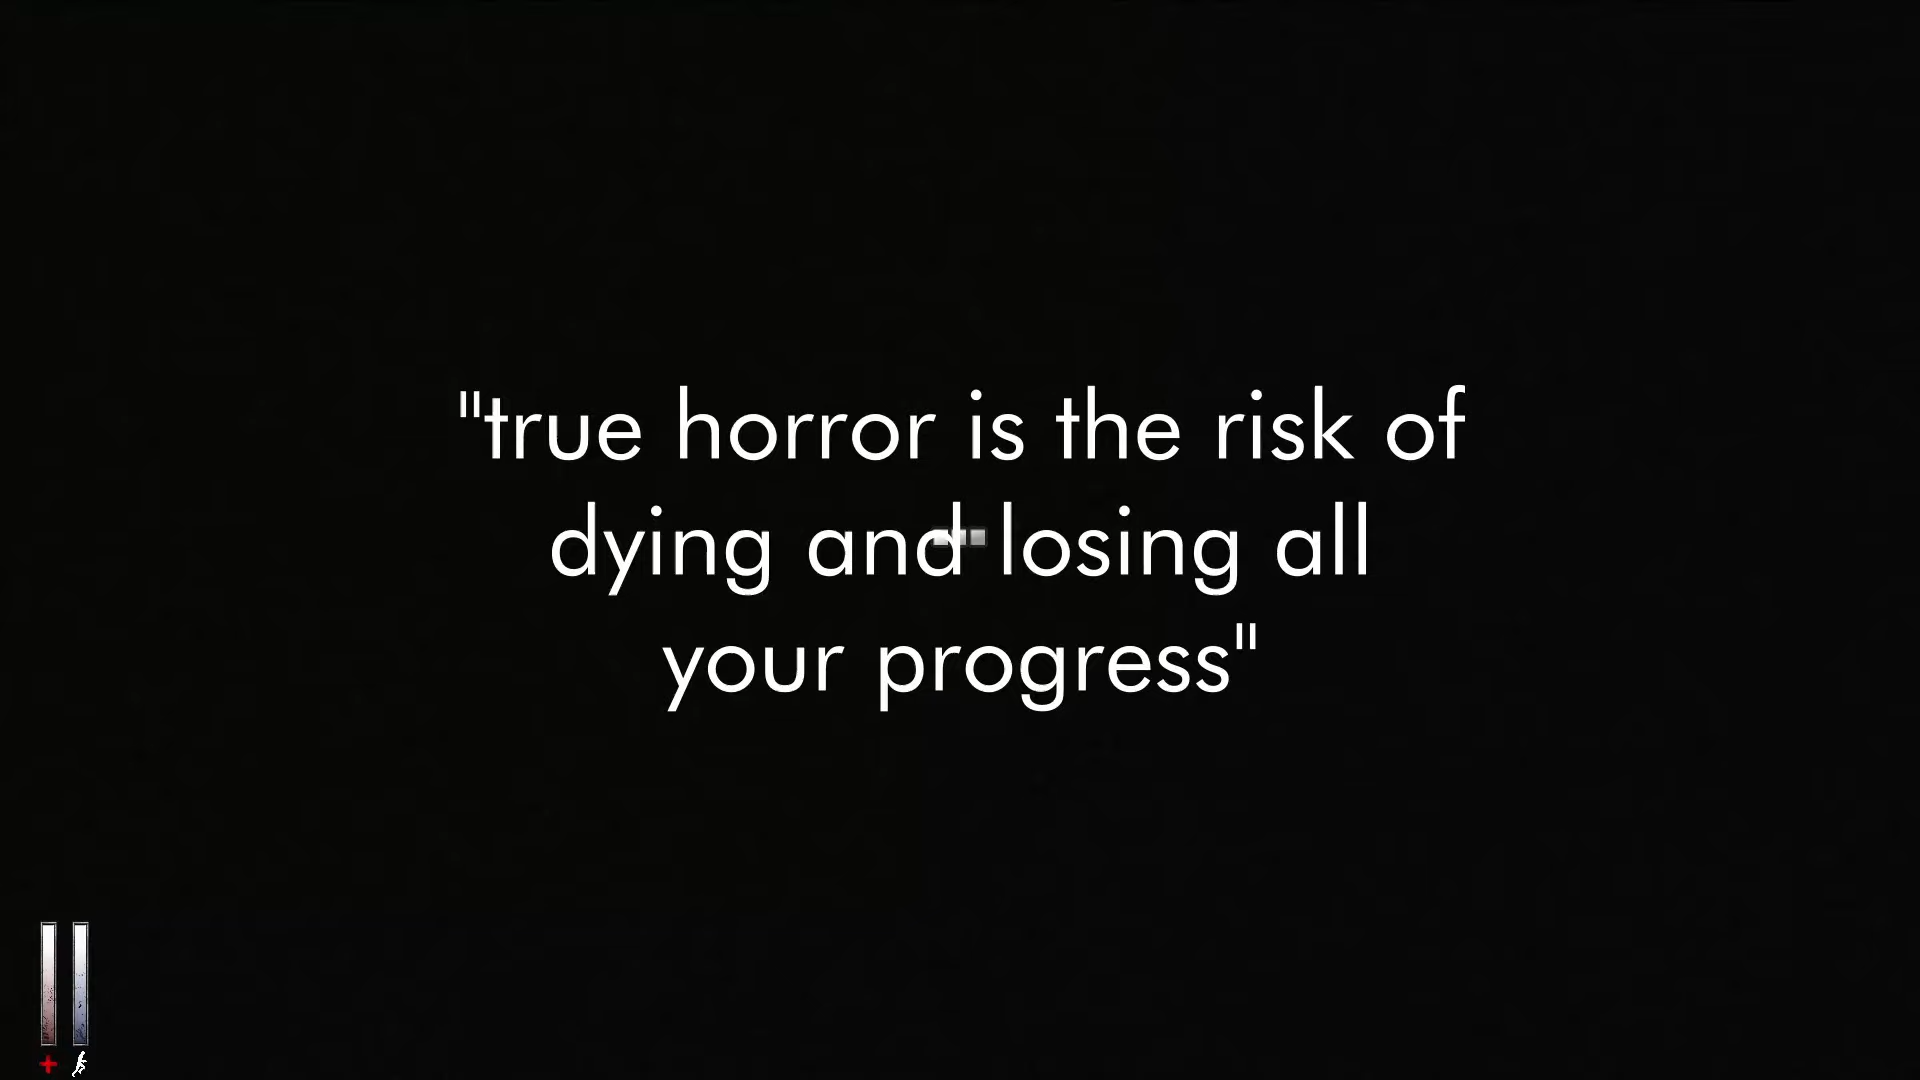 "true horror is the risk of
dying and losing all
your progress"